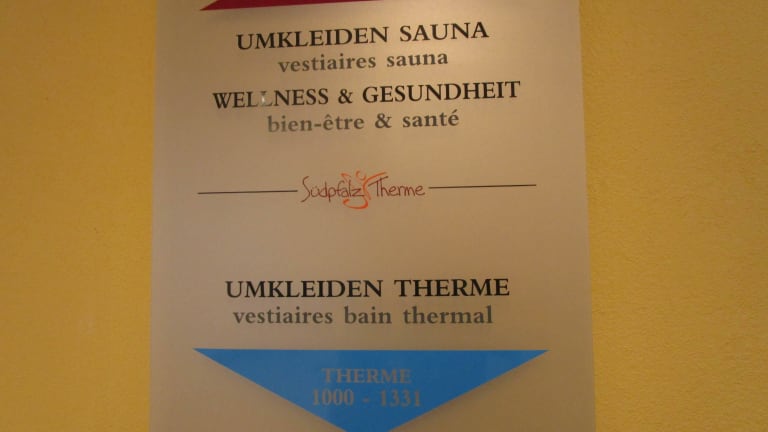 UMKLEIDEN SAUNA
vestiaires sauna
WELLNESS & GESUNDHEIT
bien-être & santé
Südpfalz Therme
UMKLEIDEN THERME
vestiaires bain thermal
THERME
1000 - 1331